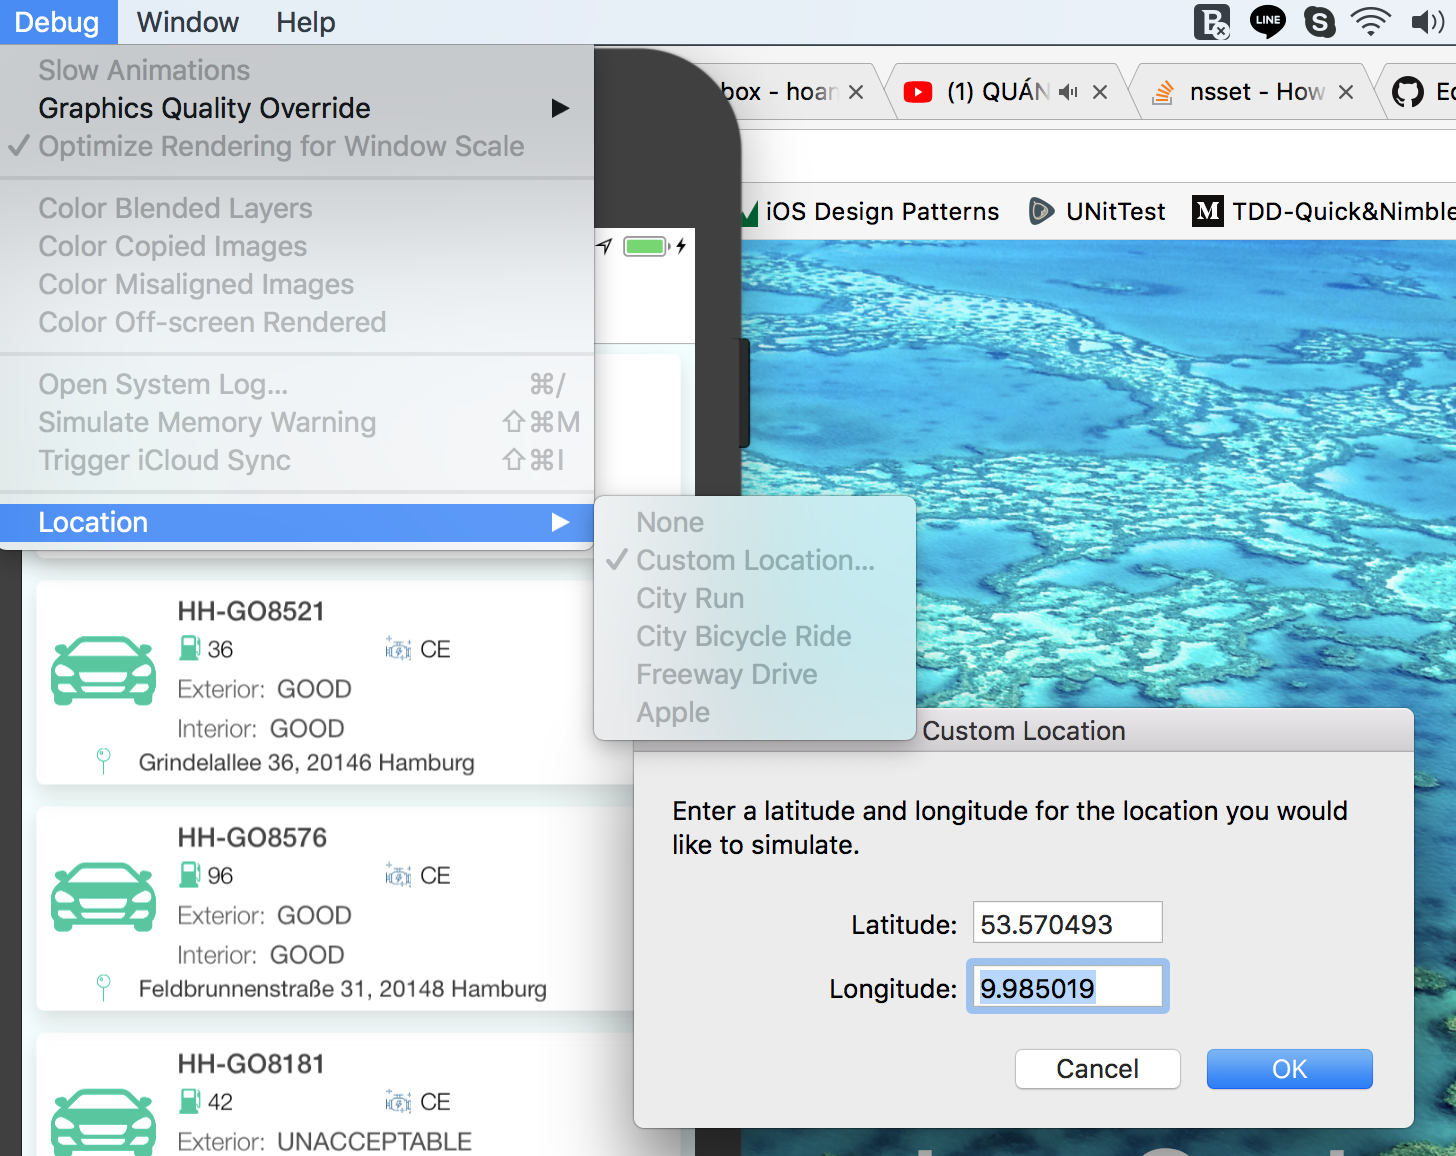 Debug Window Help
LINE
Slow Animations
Graphics Quality Override
Optimize Rendering for Window Scale
Color Blended Layers
Color Copied Images
Color Misaligned Images
Color Off-screen Rendered
Open System Log... ⌘/
Simulate Memory Warning ⇧⌘M
Trigger iCloud Sync ⇧⌘I
Location
None
Custom Location...
City Run
City Bicycle Ride
Freeway Drive
Apple
box - hoan
(1) QUÁN
nsset - How
iOS Design Patterns
UNitTest
TDD-Quick&Nimble
HH-GO8521
36 CE
Exterior: GOOD
Interior: GOOD
Grindelallee 36, 20146 Hamburg
HH-GO8576
96 CE
Exterior: GOOD
Interior: GOOD
Feldbrunnenstraße 31, 20148 Hamburg
HH-GO8181
42 CE
Exterior: UNACCEPTABLE
Custom Location
Enter a latitude and longitude for the location you would
like to simulate.
Latitude: 53.570493
Longitude: 9.985019
Cancel OK